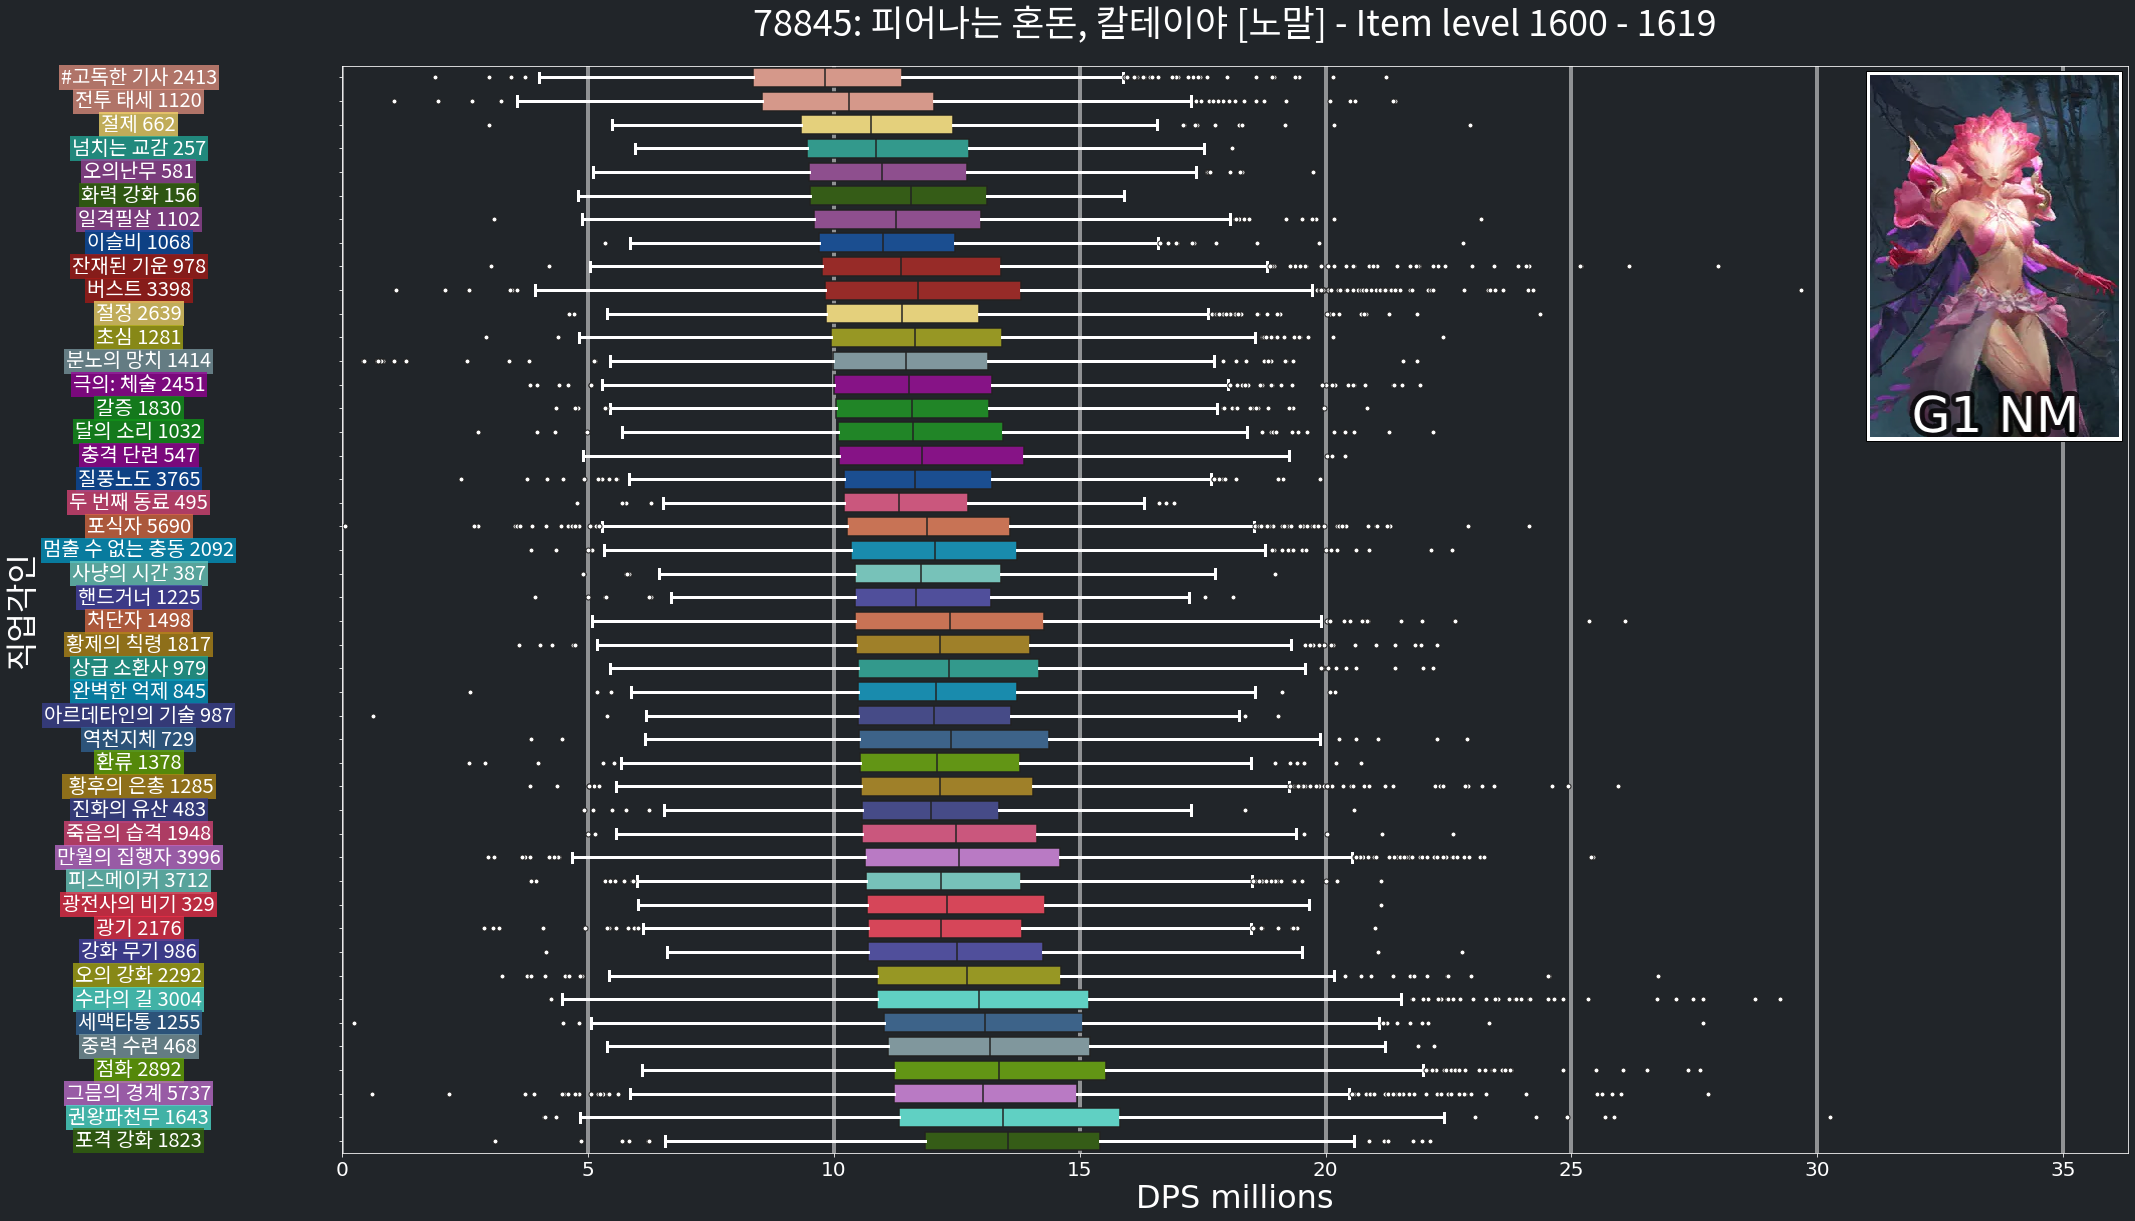 78845: 피어나는 혼돈, 칼테이야 [노말] - Item level 1600 - 1619
#고독한 기사 2413
전투 태세 1120
절제 662
넘치는 교감 257
오의난무 581
화력 강화 156
일격필살 1102
이슬비 1068
잔재된 기운 978
버스트 3398
절정 2639
초심 1281
분노의 망치 1414
극의: 체술 2451
갈증 1830
달의 소리 1032
충격 단련 547
질풍노도 3765
두 번째 동료 495
포식자 5690
멈출 수 없는 충동 2092
사냥의 시간 387
핸드거너 1225
처단자 1498
황제의 칙령 1817
상급 소환사 979
완벽한 억제 845
아르데타인의 기술 987
역천지체 729
환류 1378
황후의 은총 1285
진화의 유산 483
죽음의 습격 1948
만월의 집행자 3996
피스메이커 3712
광전사의 비기 329
광기 2176
강화 무기 986
오의 강화 2292
수라의 길 3004
세맥타통 1255
중력 수련 468
점화 2892
그믐의 경계 5737
권왕파천무 1643
포격 강화 1823
직업각인
G1 NM
0 5 10 15 20 25 30 35
DPS millions